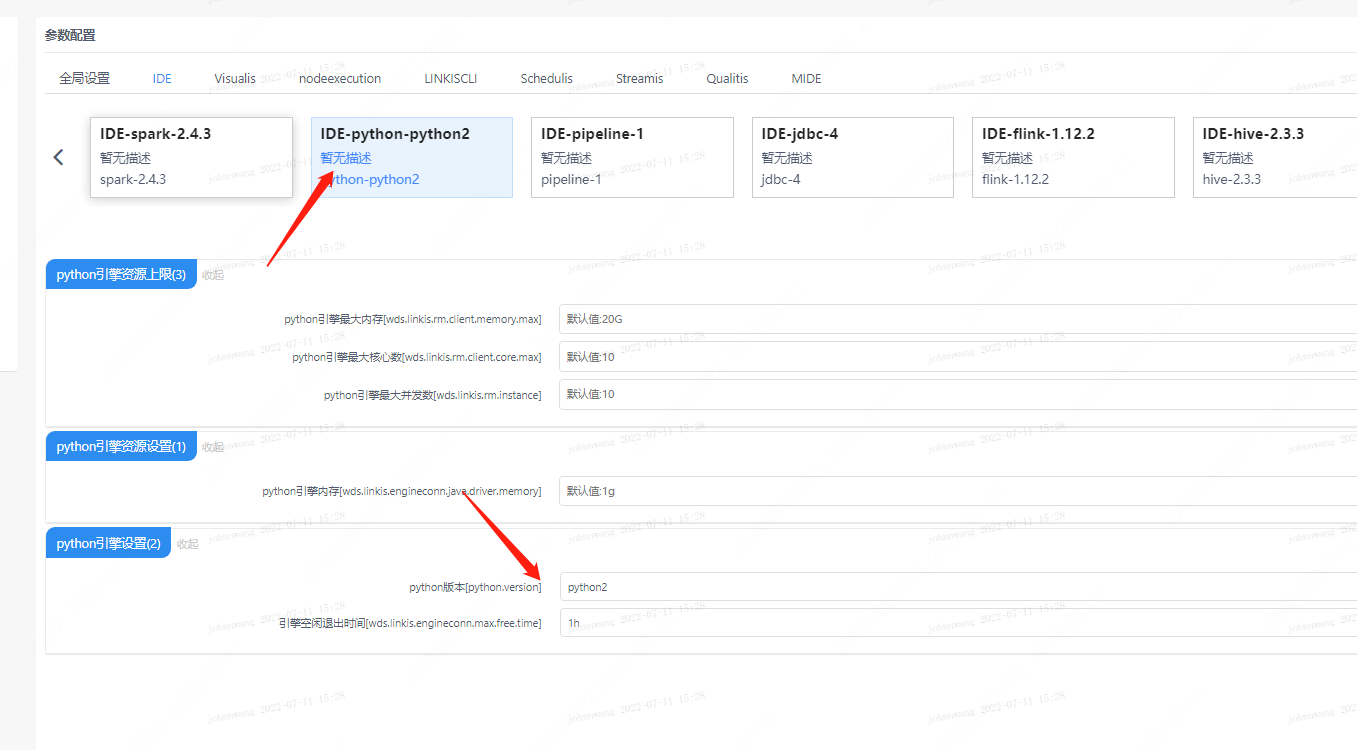 参数配置
全局设置 IDE Visualis nodeexecution LINKISCLI Schedulis Streamis Qualitis MIDE
IDE-spark-2.4.3
暂无描述
spark-2.4.3
IDE-python-python2
暂无描述
ython-python2
IDE-pipeline-1
暂无描述
pipeline-1
IDE-jdbc-4
暂无描述
jdbc-4
IDE-flink-1.12.2
暂无描述
flink-1.12.2
IDE-hive-2.3.3
暂无描述
hive-2.3.3
python引擎资源上限(3) 收起
python引擎最大内存[wds.linkis.rm.client.memory.max] 默认值:20G
python引擎最大核心数[wds.linkis.rm.client.core.max] 默认值:10
python引擎最大并发数[wds.linkis.rm.instance] 默认值:10
python引擎资源设置(1) 收起
python引擎内存[wds.linkis.engineconn.java.driver.memory] 默认值:1g
python引擎设置(2) 收起
python版本[python.version] python2
引擎空闲退出时间[wds.linkis.engineconn.max.free.time] 1h